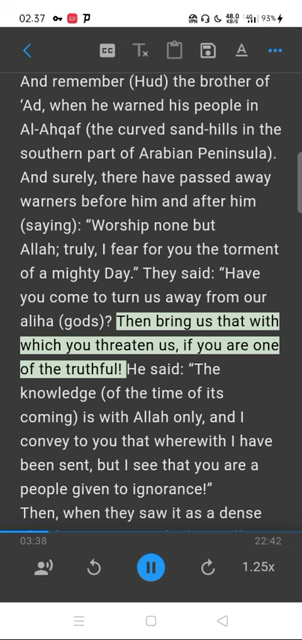 02.37
48.0
KB/S
4G
93%
CC
A
And remember (Hud) the brother of
‘Ad, when he warned his people in
Al-Ahqaf (the curved sand-hills in the
southern part of Arabian Peninsula).
And surely, there have passed away
warners before him and after him
(saying): “Worship none but
Allah; truly, I fear for you the torment
of a mighty Day.” They said: “Have
you come to turn us away from our
aliha (gods)? Then bring us that with
which you threaten us, if you are one
of the truthful! He said: “The
knowledge (of the time of its
coming) is with Allah only, and I
convey to you that wherewith I have
been sent, but I see that you are a
people given to ignorance!”
Then, when they saw it as a dense
03:38
22:42
1.25x